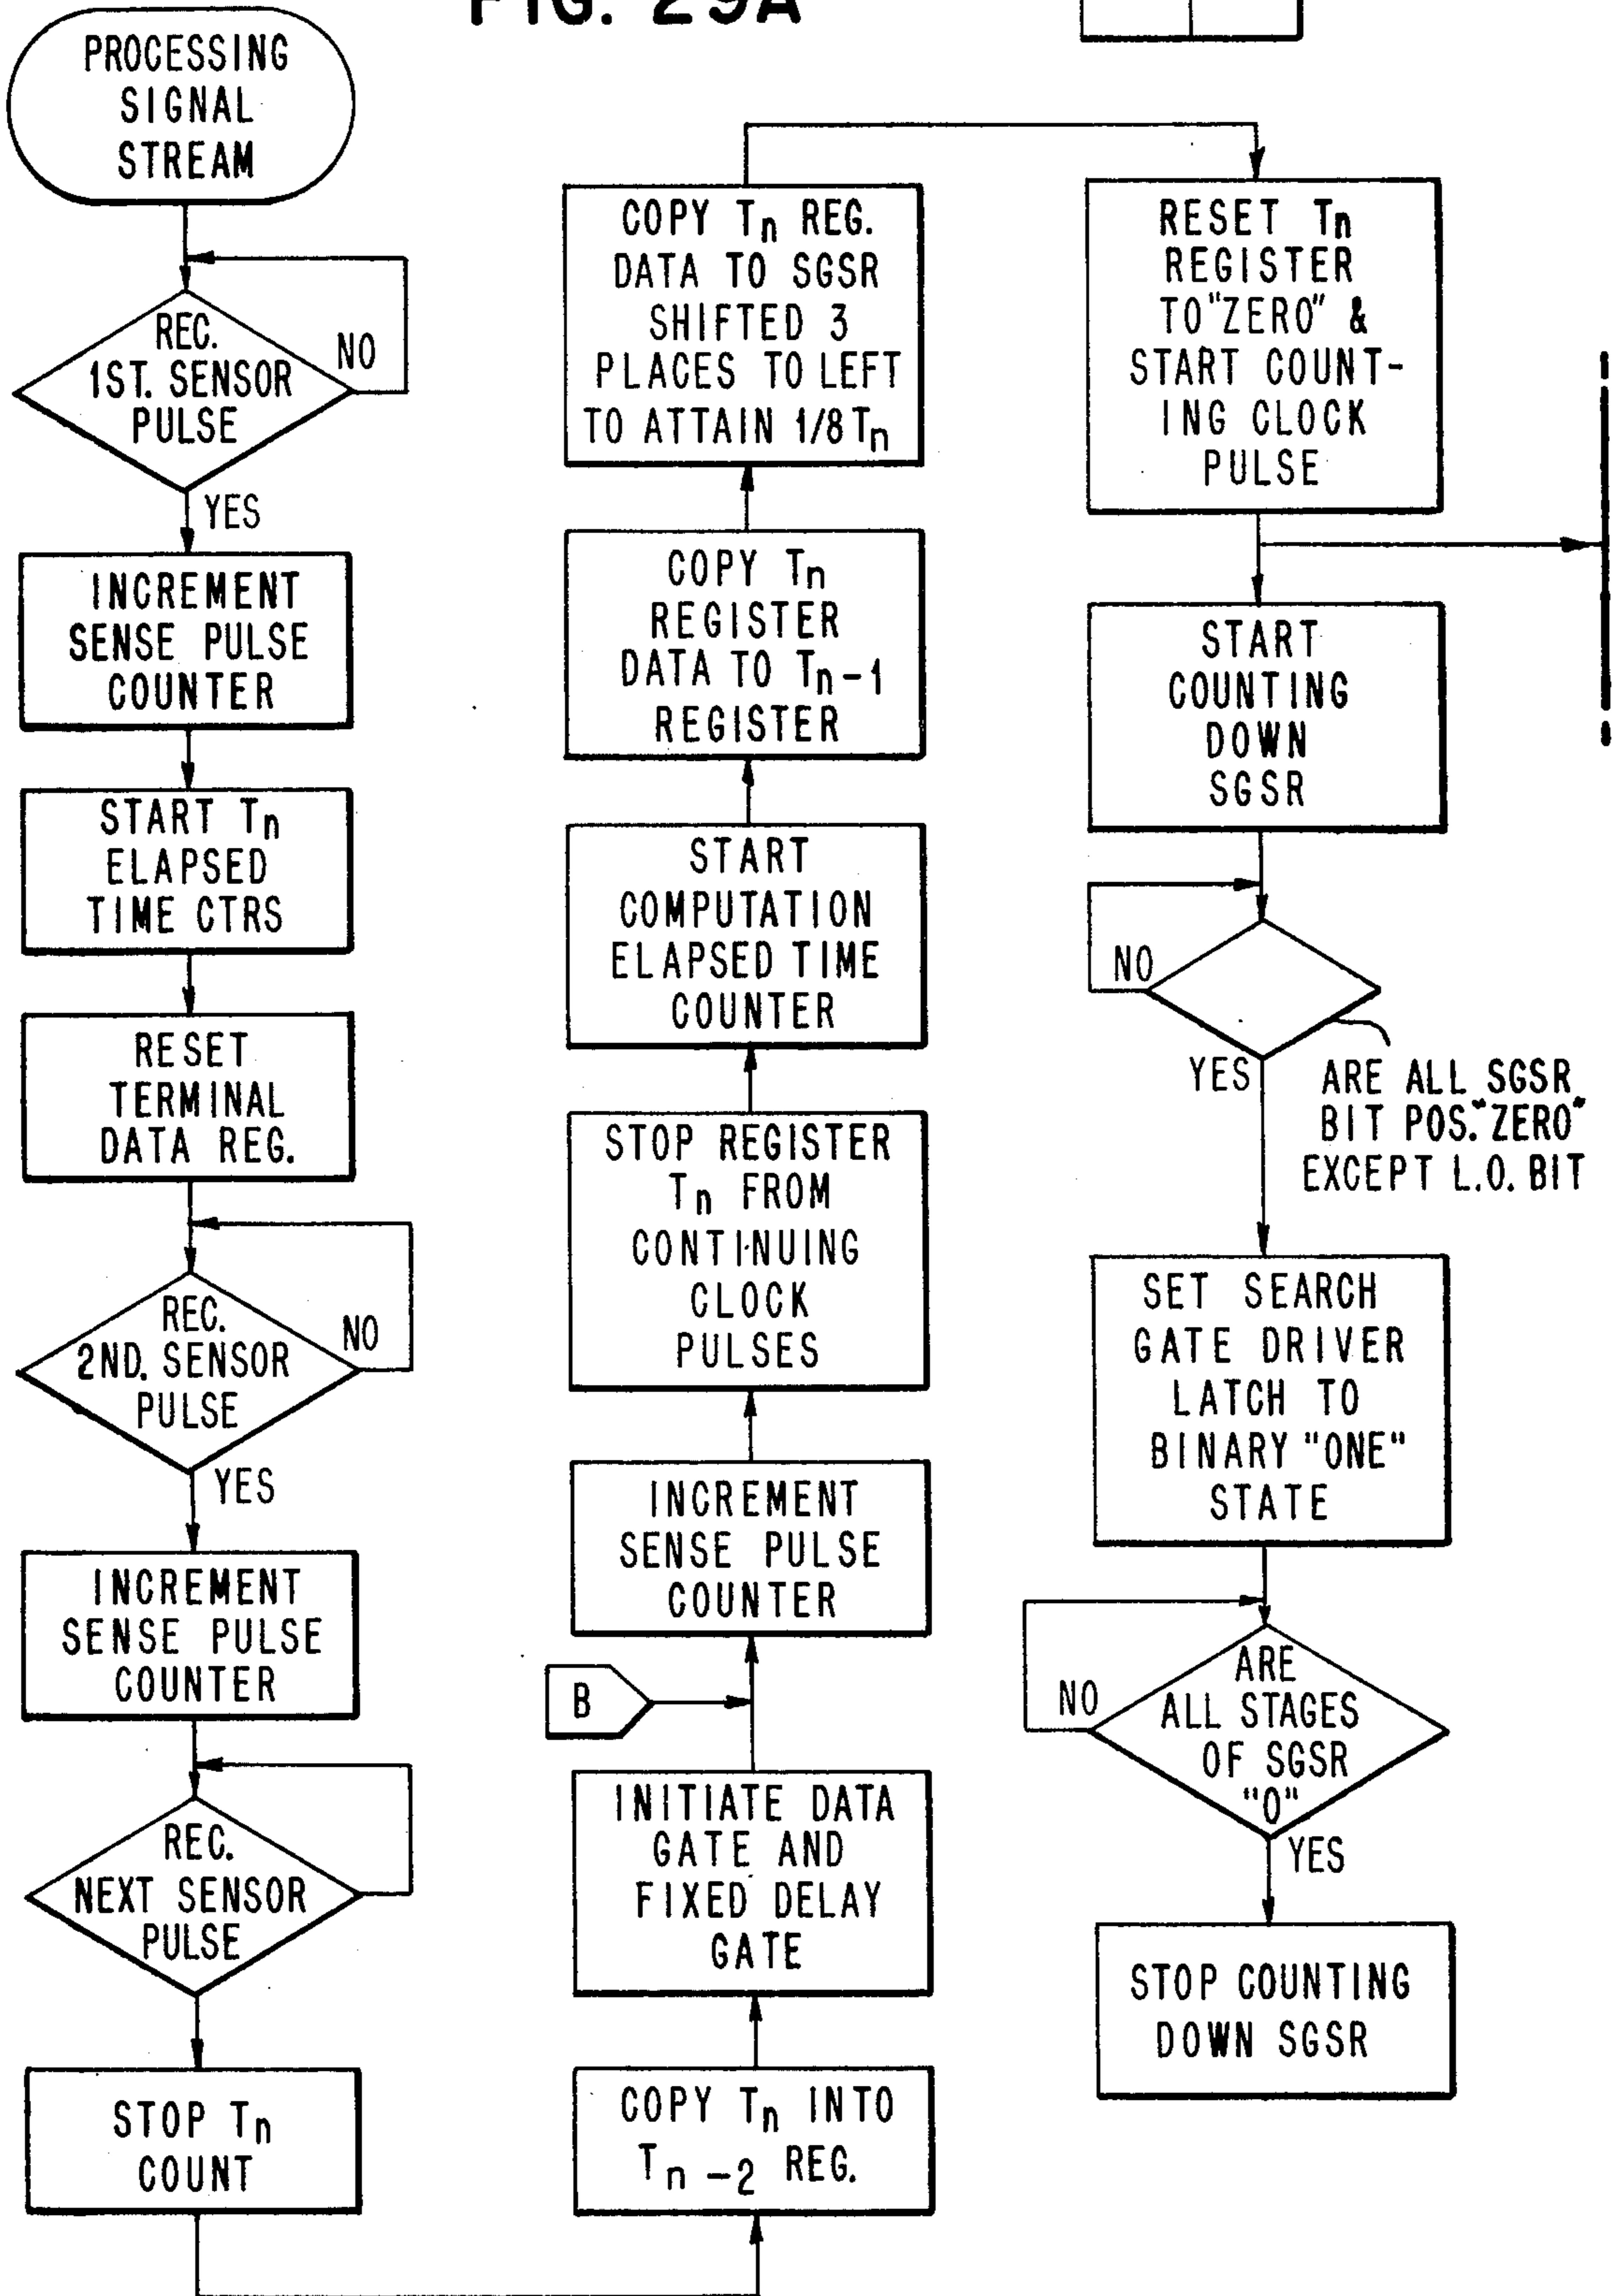 FIG. 29A
PROCESSING
SIGNAL
STREAM
REC.
1ST. SENSOR
PULSE
NO
YES
INCREMENT
SENSE PULSE
COUNTER
START Tn
ELAPSED
TIME CTRS
RESET
TERMINAL
DATA REG.
REC.
2ND. SENSOR
PULSE
NO
YES
INCREMENT
SENSE PULSE
COUNTER
REC.
NEXT SENSOR
PULSE
STOP Tn
COUNT
COPY Tn INTO
Tn-2 REG.
INITIATE DATA
GATE AND
FIXED DELAY
GATE
B
INCREMENT
SENSE PULSE
COUNTER
STOP REGISTER
Tn FROM
CONTINUING
CLOCK
PULSES
START
COMPUTATION
ELAPSED TIME
COUNTER
COPY Tn
REGISTER
DATA TO Tn-1
REGISTER
COPY Tn REG.
DATA TO SGSR
SHIFTED 3
PLACES TO LEFT
TO ATTAIN 1/8 Tn
RESET Tn
REGISTER
TO "ZERO" &
START COUNT-
ING CLOCK
PULSE
START
COUNTING
DOWN
SGSR
NO
YES
ARE ALL SGSR
BIT POS. "ZERO"
EXCEPT L.O. BIT
SET SEARCH
GATE DRIVER
LATCH TO
BINARY "ONE"
STATE
ARE
ALL STAGES
OF SGSR
"0"
NO
YES
STOP COUNTING
DOWN SGSR